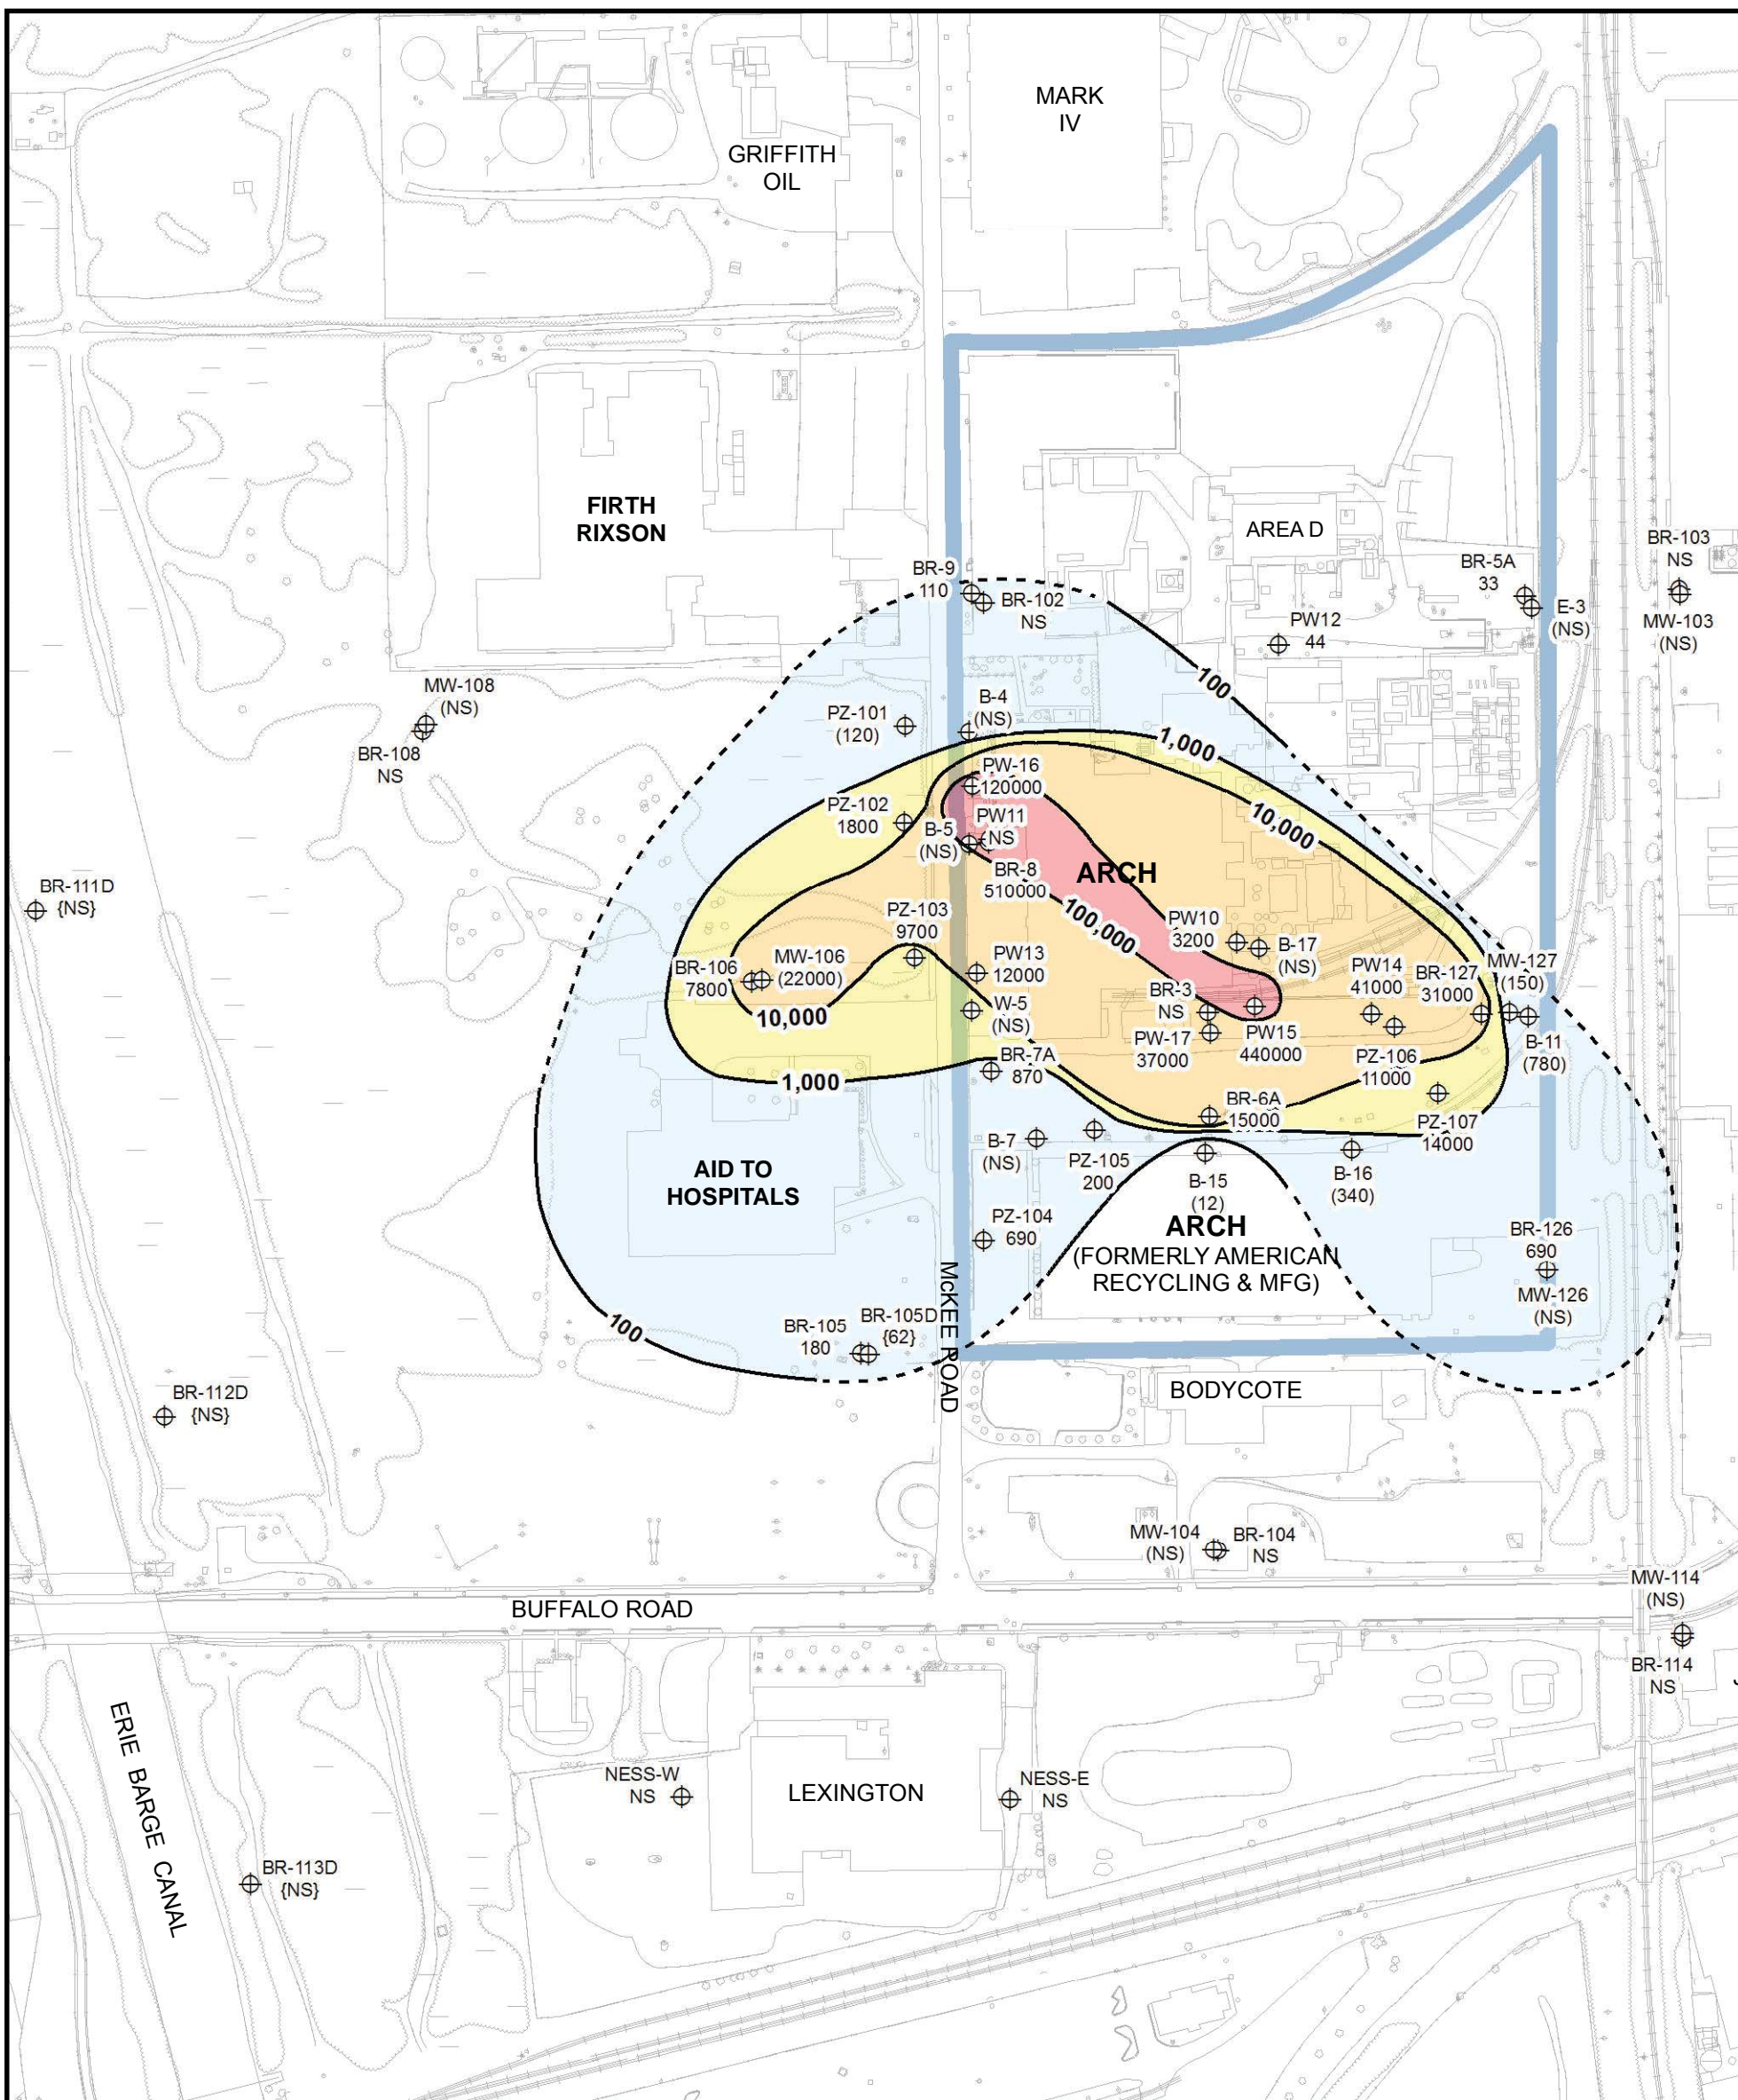 MARK
IV
GRIFFITH
OIL
FIRTH
RIXSON
AREA D
BR-103
NS
MW-103
(NS)
BR-5A
33
E-3
(NS)
BR-9
110
BR-102
NS
PW12
44
100
MW-108
(NS)
BR-108
NS
PZ-101
(120)
B-4
(NS)
1,000
PW-16
120000
PZ-102
1800
B-5
(NS)
PW11
NS
10,000
BR-8
510000
ARCH
BR-111D
{NS}
PZ-103
9700
100,000
PW10
3200
B-17
(NS)
BR-106
7800
MW-106
(22000)
PW13
12000
PW14
41000
BR-127
31000
MW-127
(150)
BR-3
NS
W-5
(NS)
10,000
PW-17
37000
PW15
440000
PZ-106
11000
B-11
(780)
1,000
BR-7A
870
BR-6A
15000
PZ-107
14000
B-7
(NS)
PZ-105
200
B-15
(12)
B-16
(340)
AID TO
HOSPITALS
PZ-104
690
ARCH
(FORMERLY AMERICAN
RECYCLING & MFG)
BR-126
690
MW-126
(NS)
100
BR-105
180
BR-105D
{62}
McKEE ROAD
BR-112D
{NS}
BODYCOTE
MW-104
(NS)
BR-104
NS
MW-114
(NS)
BR-114
NS
BUFFALO ROAD
ERIE BARGE CANAL
NESS-W
NS
LEXINGTON
NESS-E
NS
BR-113D
{NS}